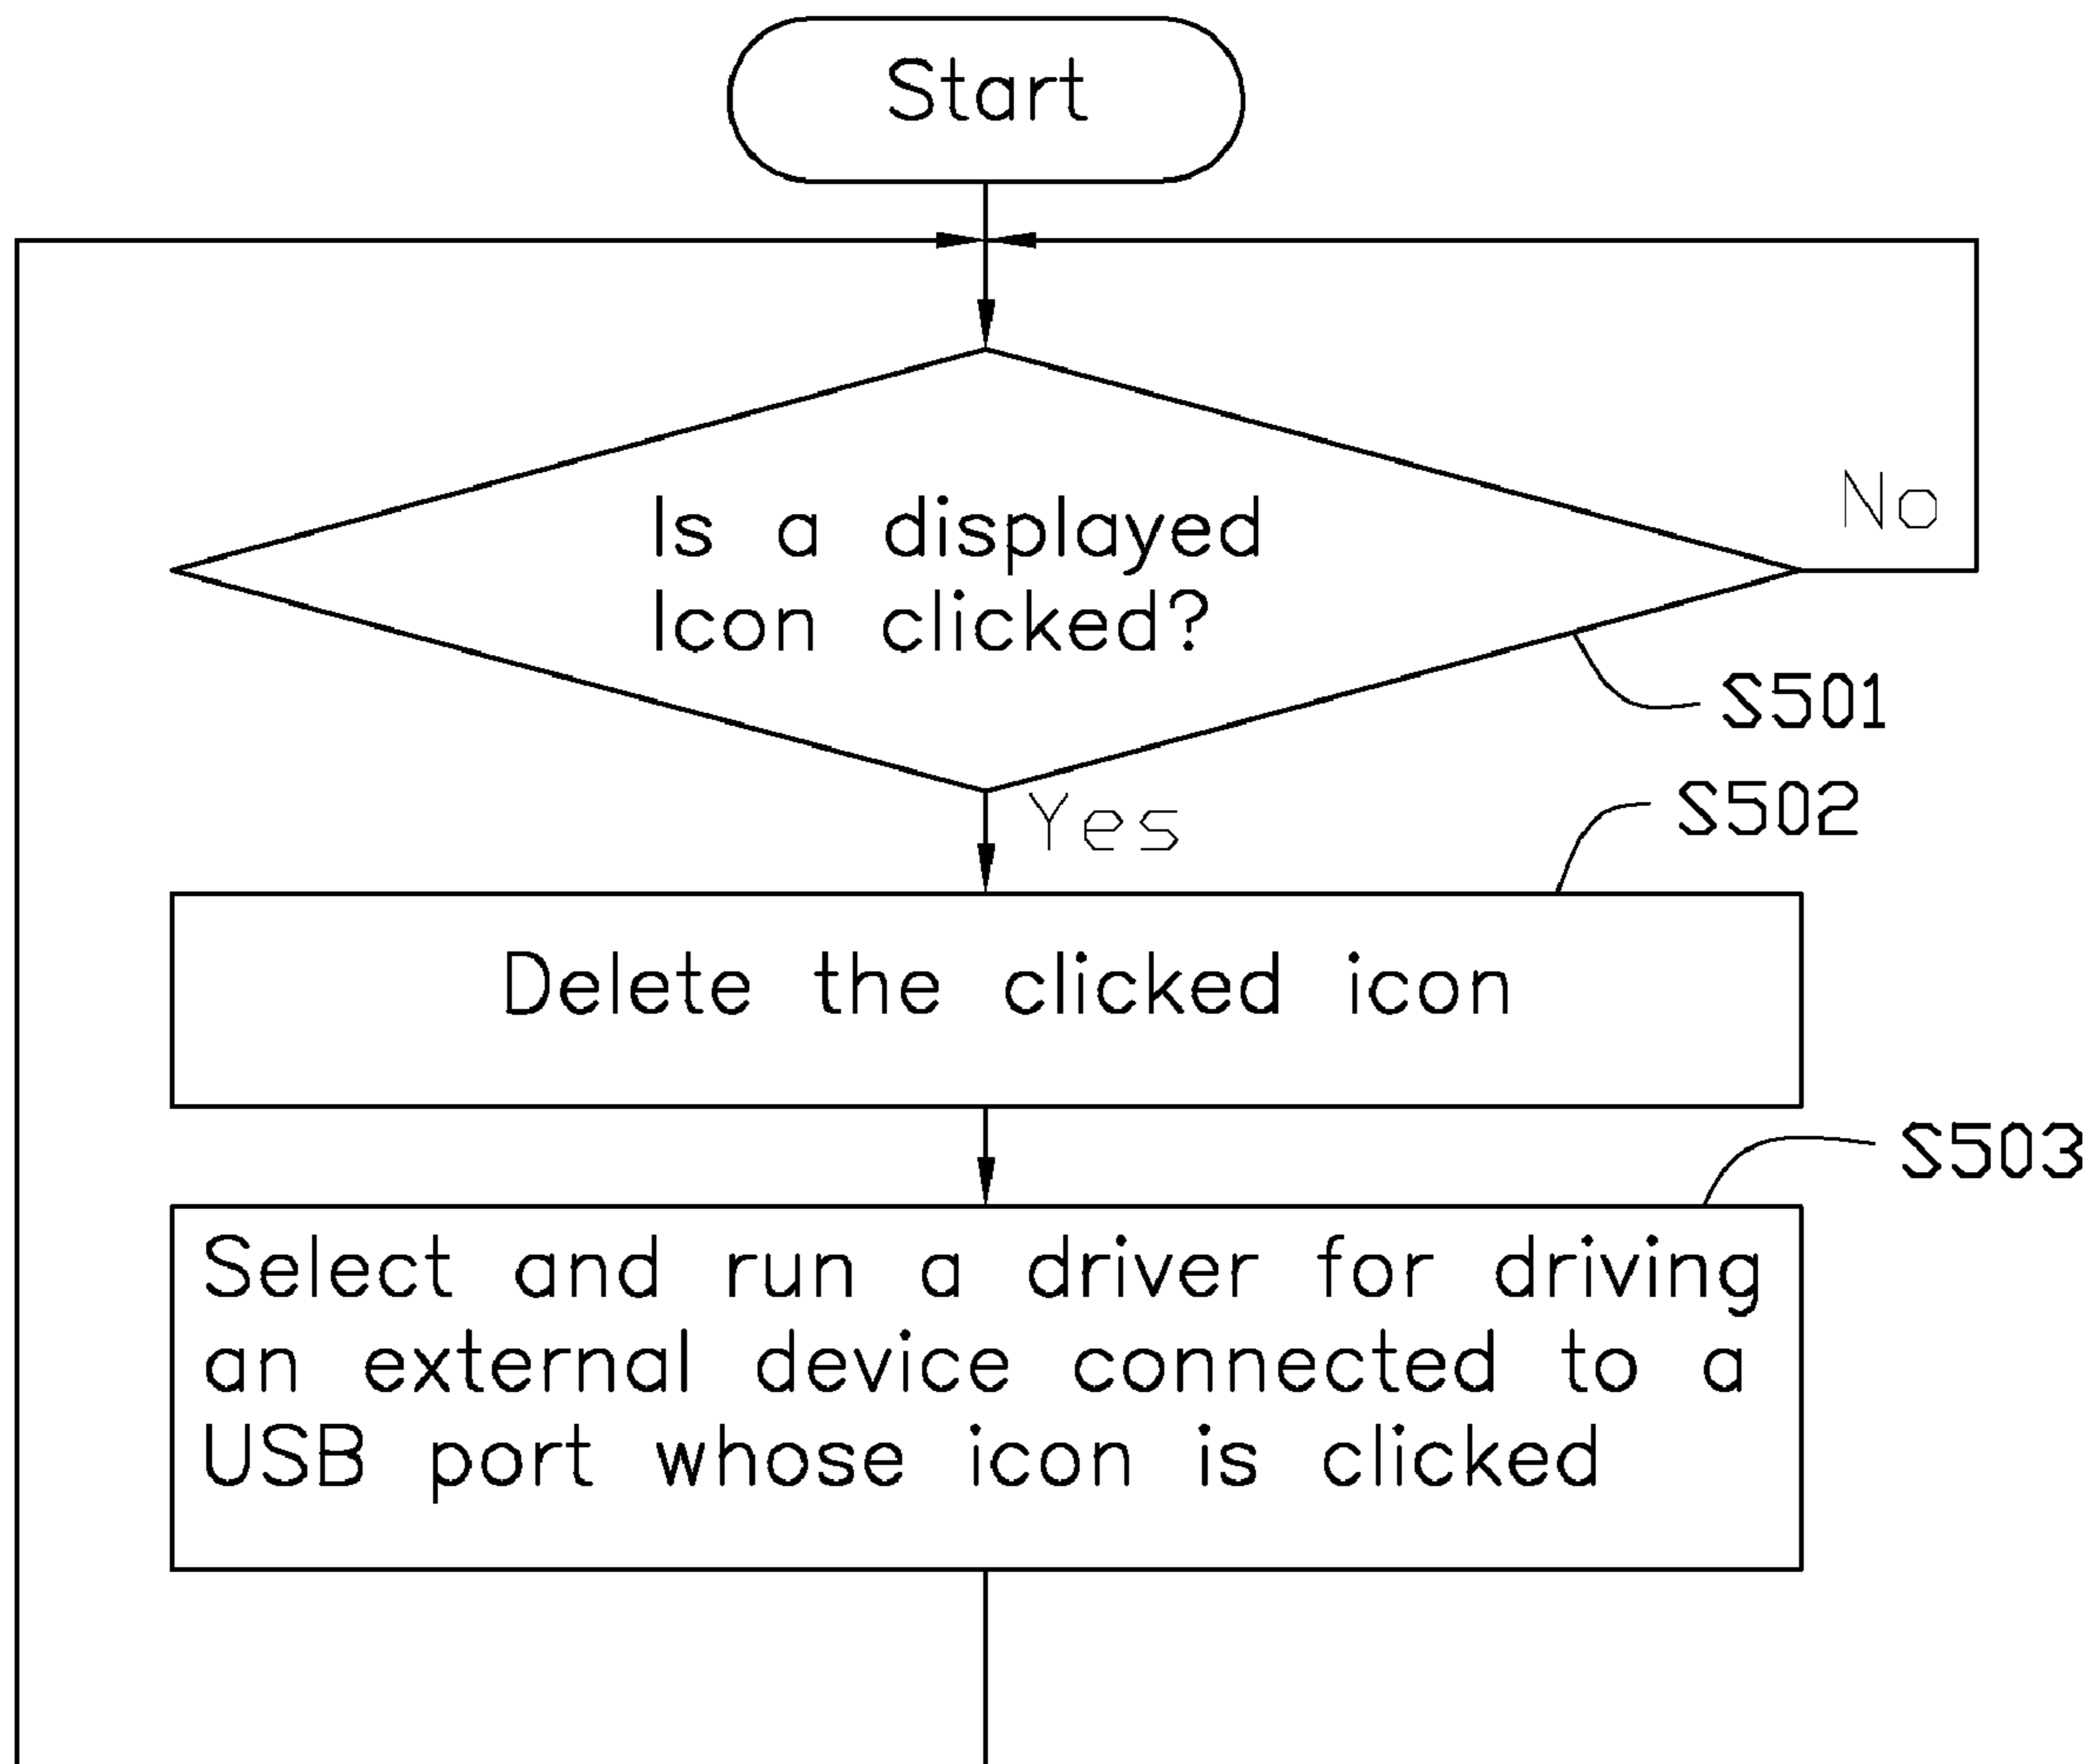 Start
Is a displayed
Icon clicked?
No
S501
Yes
S502
Delete the clicked icon
S503
Select and run a driver for driving
an external device connected to a
USB port whose icon is clicked